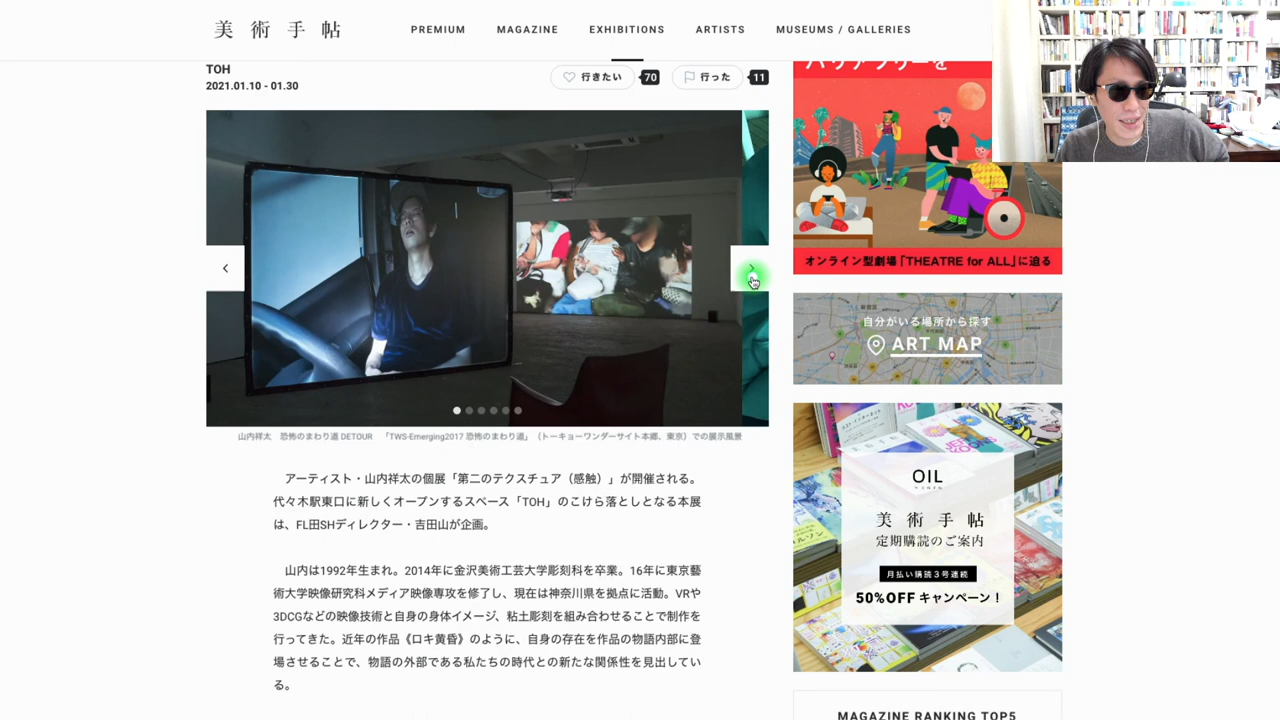 美術手帖
PREMIUM MAGAZINE EXHIBITIONS ARTISTS MUSEUMS / GALLERIES
TOH
2021.01.10 - 01.30
行きたい 70 行った 11
山内祥太 恐怖のまわり道 DETOUR 「TWS-Emerging2017 恐怖のまわり道」（トーキョーワンダーサイト本郷、東京）での展示風景
アーティスト・山内祥太の個展「第二のテクスチュア（感触）」が開催される。
代々木駅東口に新しくオープンするスペース「TOH」のこけら落としとなる本展
は、FL田SHディレクター・吉田山が企画。
山内は1992年生まれ。2014年に金沢美術工芸大学彫刻科を卒業。16年に東京藝
術大学映像研究科メディア映像専攻を修了し、現在は神奈川県を拠点に活動。VRや
3DCGなどの映像技術と自身の身体イメージ、粘土彫刻を組み合わせることで制作を
行ってきた。近年の作品《ロキ黄昏》のように、自身の存在を作品の物語内部に登
場させることで、物語の外部である私たちの時代との新たな関係性を見出してい
る。
バリアフリーを
オンライン型劇場「THEATRE for ALL」に迫る
自分がいる場所から探す
ART MAP
OIL
美術手帖
定期購読のご案内
月払い購読３号連続
50%OFF キャンペーン！
MAGAZINE RANKING TOP5